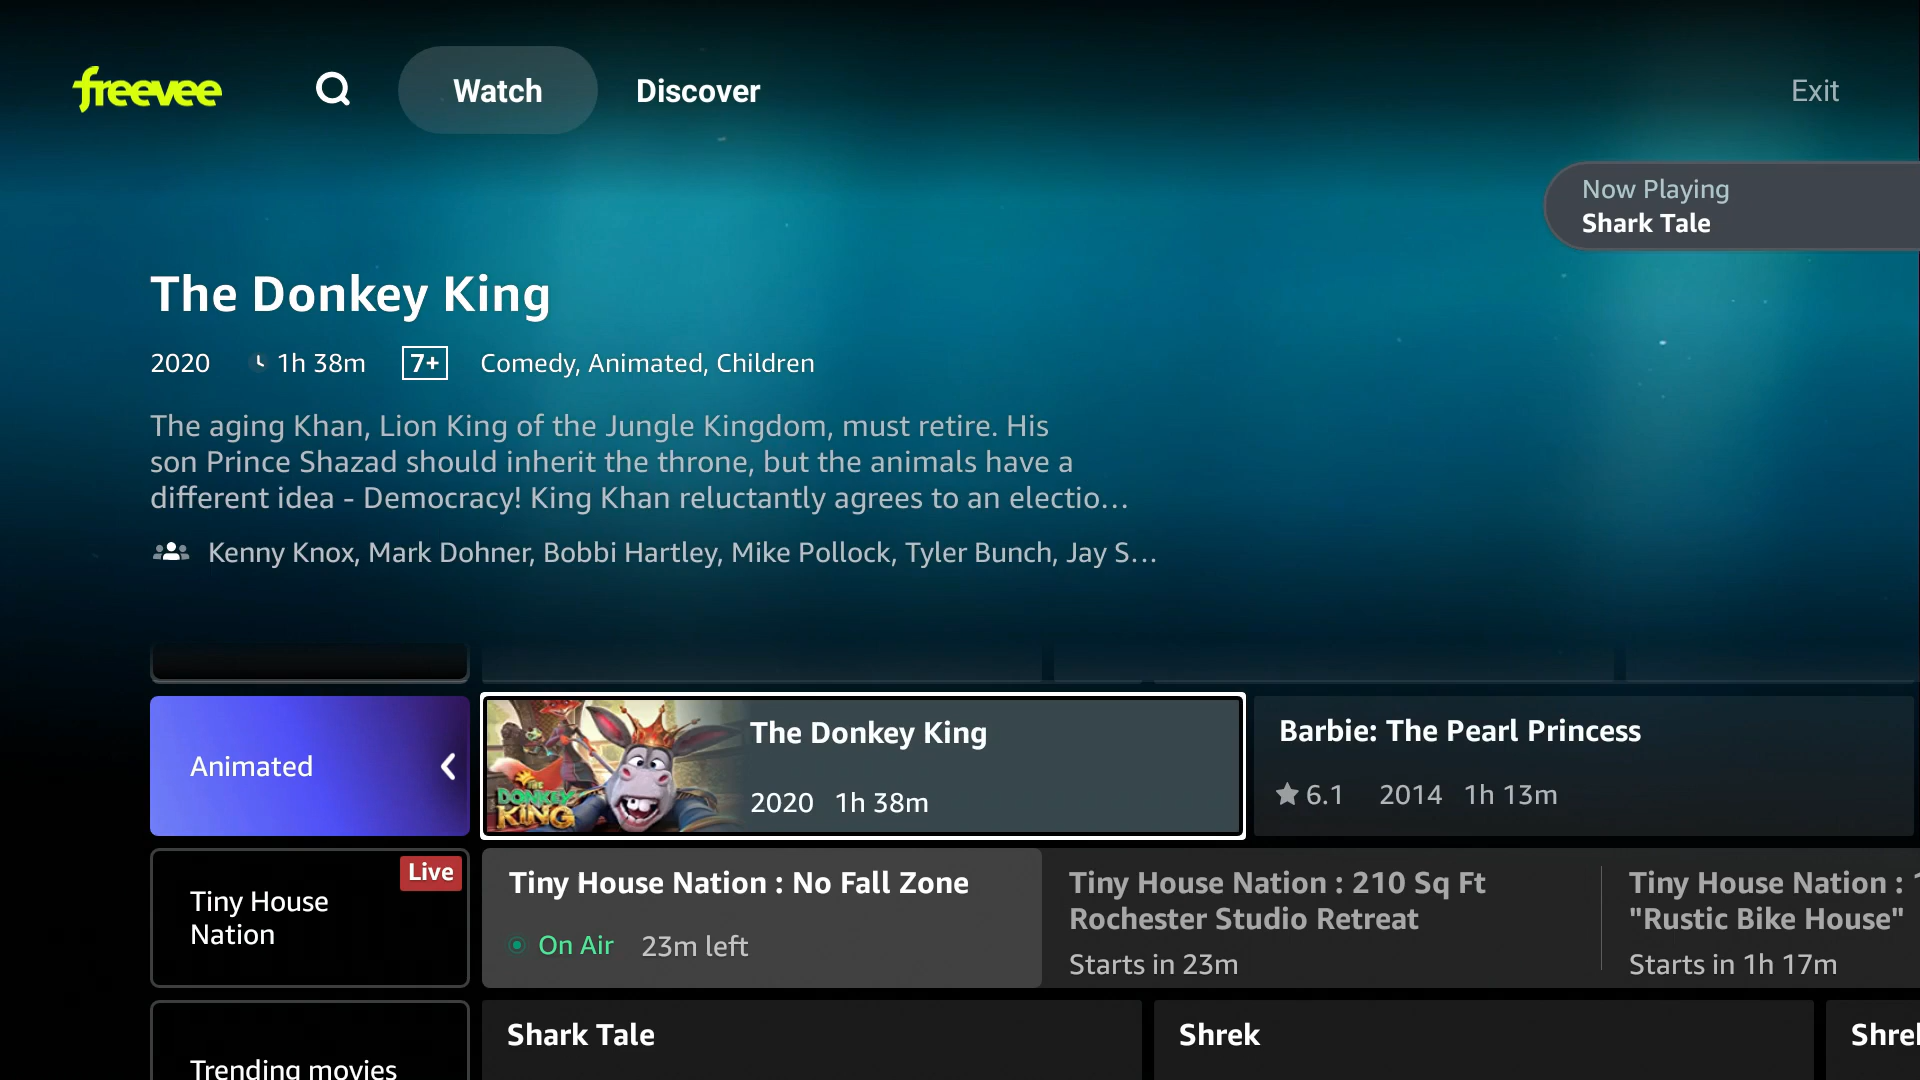 freevee
Watch
Discover
Exit
Now Playing
Shark Tale
The Donkey King
2020
1h 38m
7+
Comedy, Animated, Children
The aging Khan, Lion King of the Jungle Kingdom, must retire. His
son Prince Shazad should inherit the throne, but the animals have a
different idea - Democracy! King Khan reluctantly agrees to an electio...
Kenny Knox, Mark Dohner, Bobbi Hartley, Mike Pollock, Tyler Bunch, Jay S...
Animated
THE
DONKEY
KING
The Donkey King
2020 1h 38m
Barbie: The Pearl Princess
6.1 2014 1h 13m
Tiny House
Nation
Live
Tiny House Nation : No Fall Zone
On Air 23m left
Tiny House Nation : 210 Sq Ft
Rochester Studio Retreat
Starts in 23m
Tiny House Nation :
"Rustic Bike House"
Starts in 1h 17m
Trending movies
Shark Tale
Shrek
Shre